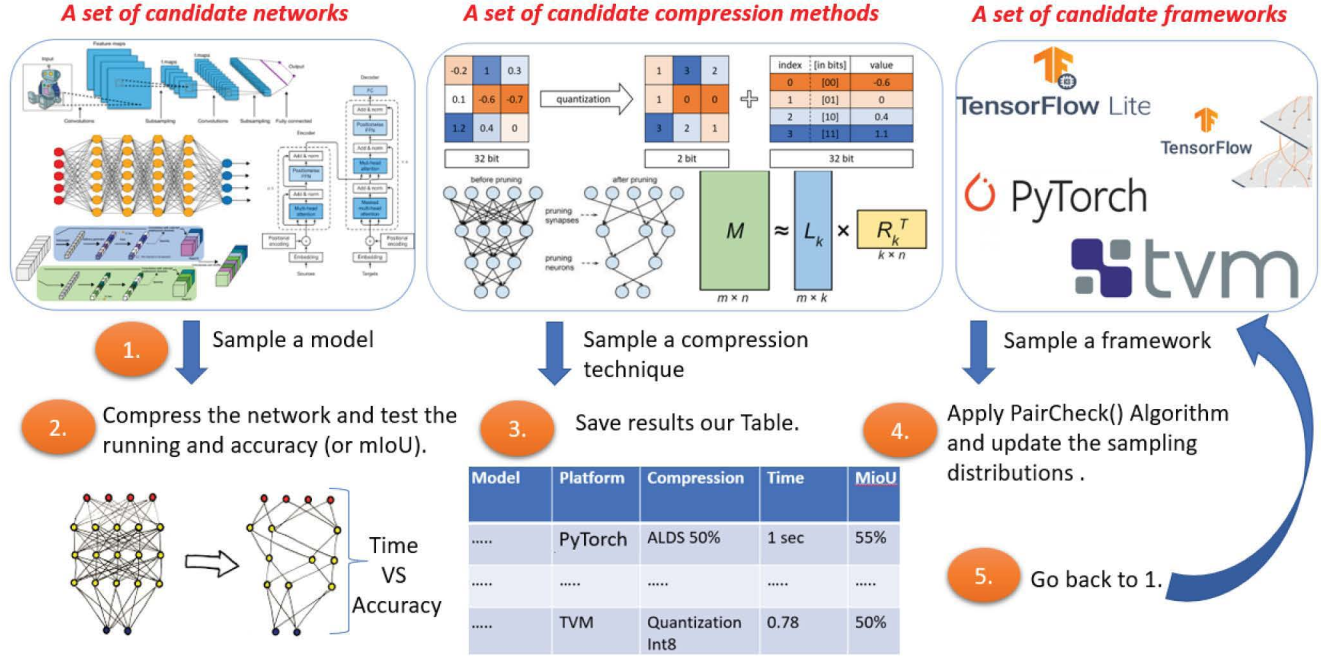 A set of candidate networks
A set of candidate compression methods
A set of candidate frameworks
Feature maps
Input
Output
Convolutions
Subsampling
Convolutions
Subsampling
Fully connected
Decoder
FC
Add & norm
Positionwise
FFN
Encoder
Add & norm
Add & norm
Multi-head
attention
Positionwise
FFN
Add & norm
Add & norm
Multi-head
attention
Masked
multi-head
attention
Positional
encoding
Positional
encoding
Embedding
Embedding
Sources
Targets
-0.2 1 0.3
0.1 -0.6 -0.7
1.2 0.4 0
32 bit
quantization
1 3 2
1 0 0
3 2 1
2 bit
index [in bits] value
0 [00] -0.6
1 [01] 0
2 [10] 0.4
3 [11] 1.1
32 bit
before pruning
after pruning
pruning
synapses
pruning
neurons
M ≈ Lk × RkT
m × n
m × k
k × n
TensorFlow Lite
TensorFlow
PyTorch
tvm
1.
Sample a model
Sample a compression
technique
Sample a framework
2.
Compress the network and test the
running and accuracy (or mIoU).
Time
VS
Accuracy
3.
Save results our Table.
Model Platform Compression Time MioU
..... PyTorch ALDS 50% 1 sec 55%
..... ..... ..... ..... .....
..... TVM Quantization 0.78 50%
Int8
4.
Apply PairCheck() Algorithm
and update the sampling
distributions .
5.
Go back to 1.